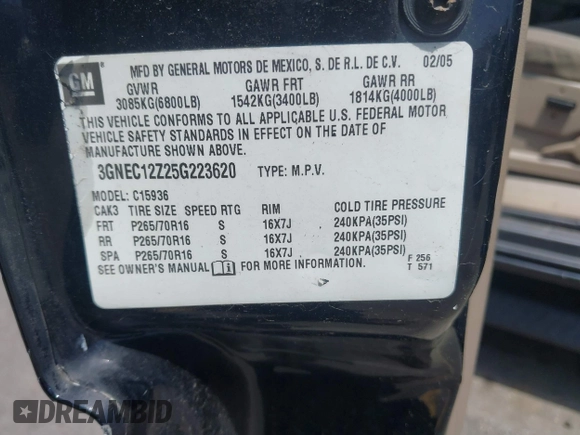 GM
MFD BY GENERAL MOTORS DE MEXICO, S. DE R.L. DE C.V. 02/05
GVWR GAWR FRT GAWR RR
3085KG(6800LB) 1542KG(3400LB) 1814KG(4000LB)
THIS VEHICLE CONFORMS TO ALL APPLICABLE U.S. FEDERAL MOTOR
VEHICLE SAFETY STANDARDS IN EFFECT ON THE DATE OF
MANUFACTURE SHOWN ABOVE.
3GNEC12Z25G223620 TYPE: M.P.V.
MODEL: C15936
CAK3 TIRE SIZE SPEED RTG RIM COLD TIRE PRESSURE
FRT P265/70R16 S 16X7J 240KPA(35PSI)
RR P265/70R16 S 16X7J 240KPA(35PSI)
SPA P265/70R16 S 16X7J 240KPA(35PSI)
SEE OWNER'S MANUAL FOR MORE INFORMATION.
F 256
T 571
DREAMBID